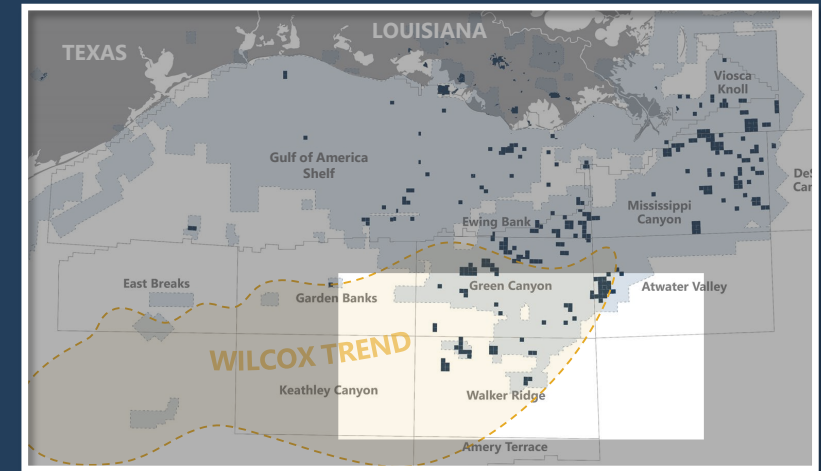 LOUISIANA
TEXAS
Viosca
Knoll
Gulf of America
Shelf
Mississippi
Canyon
Ewing Bank
East Breaks
Garden Banks
Green Canyon
Atwater Valley
WILCOX TREND
Keathley Canyon
Walker Ridge
Amery Terrace